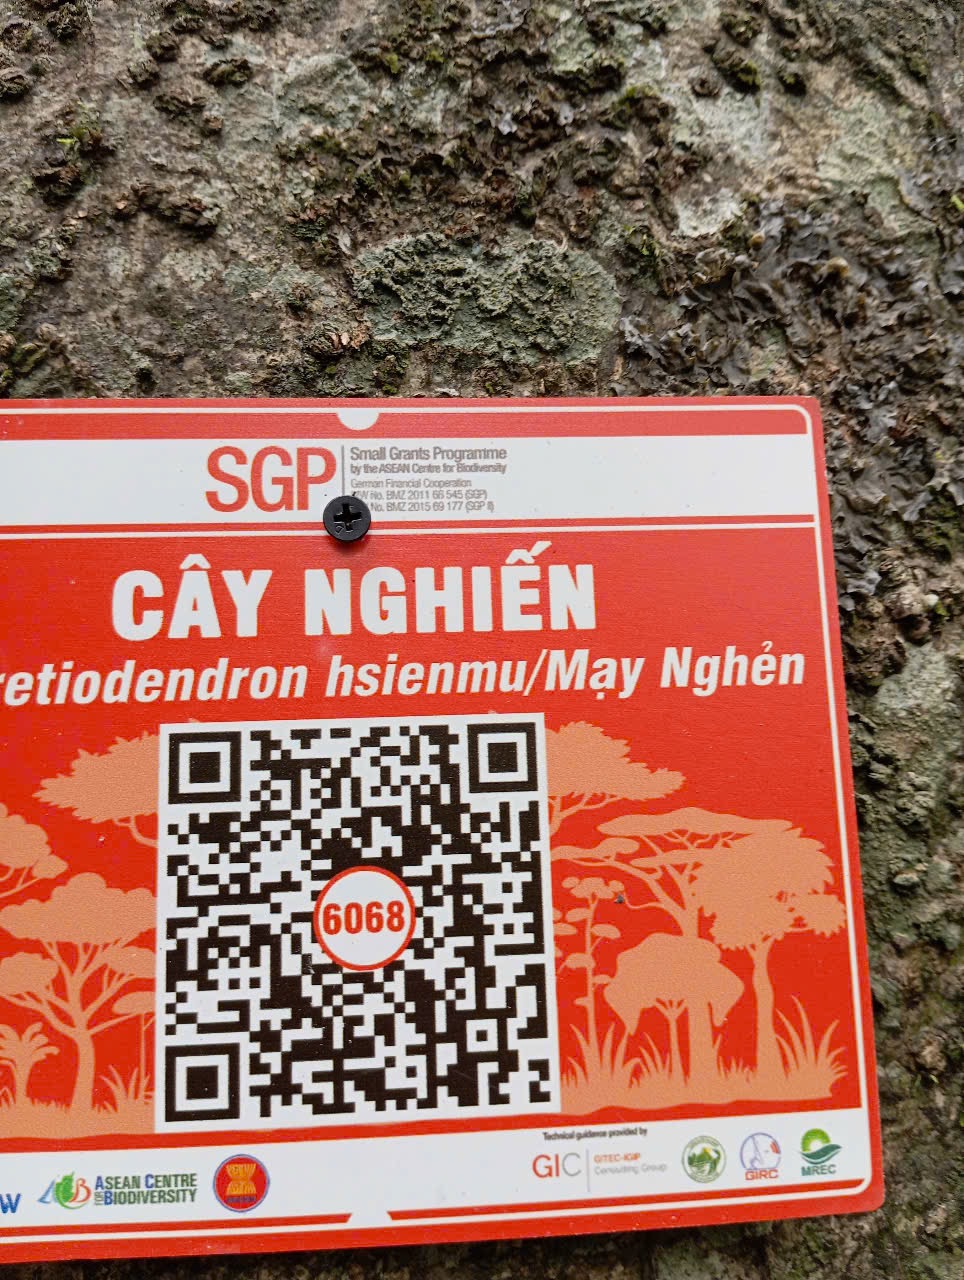 SGP
Small Grants Programme
by the ASEAN Centre for Biodiversity
German Financial Cooperation
No. BMZ 2011 66 545 (SGP)
No. BMZ 2015 69 177 (SGP II)
CÂY NGHIẾN
retiodendron hsienmu/Mạy Nghẻn
6068
Technical guidance provided by
W
ASEAN CENTRE
FOR BIODIVERSITY
GIC
GITEC-IGIP
Consulting Group
GIRC
MREC